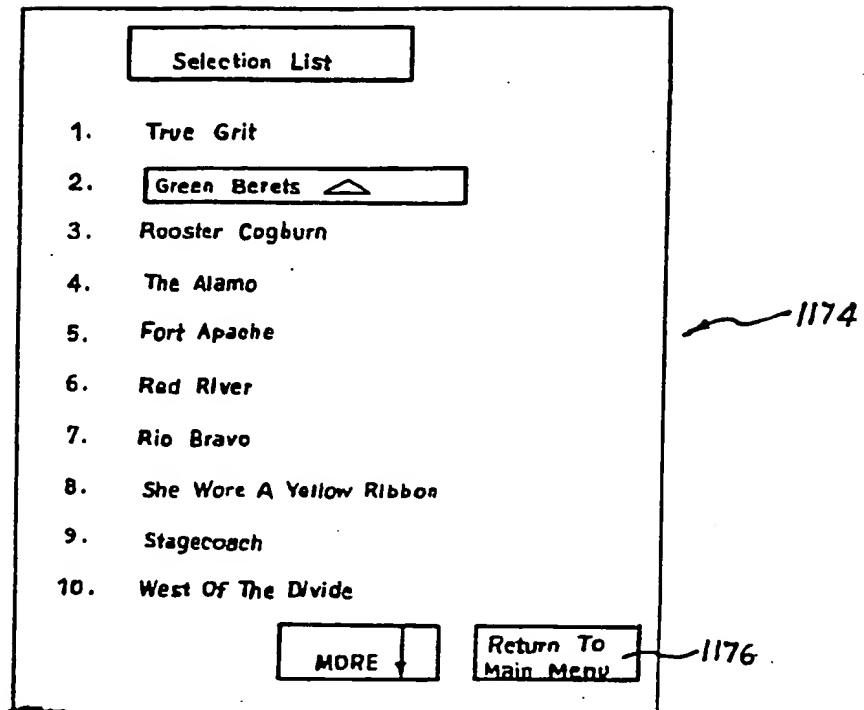 Selection List
1. True Grit
2. Green Berets
3. Rooster Cogburn
4. The Alamo
5. Fort Apache
6. Red River
7. Rio Bravo
8. She Wore A Yellow Ribbon
9. Stagecoach
10. West Of The Divide
1174
MORE
Return To
Main Menu
1176